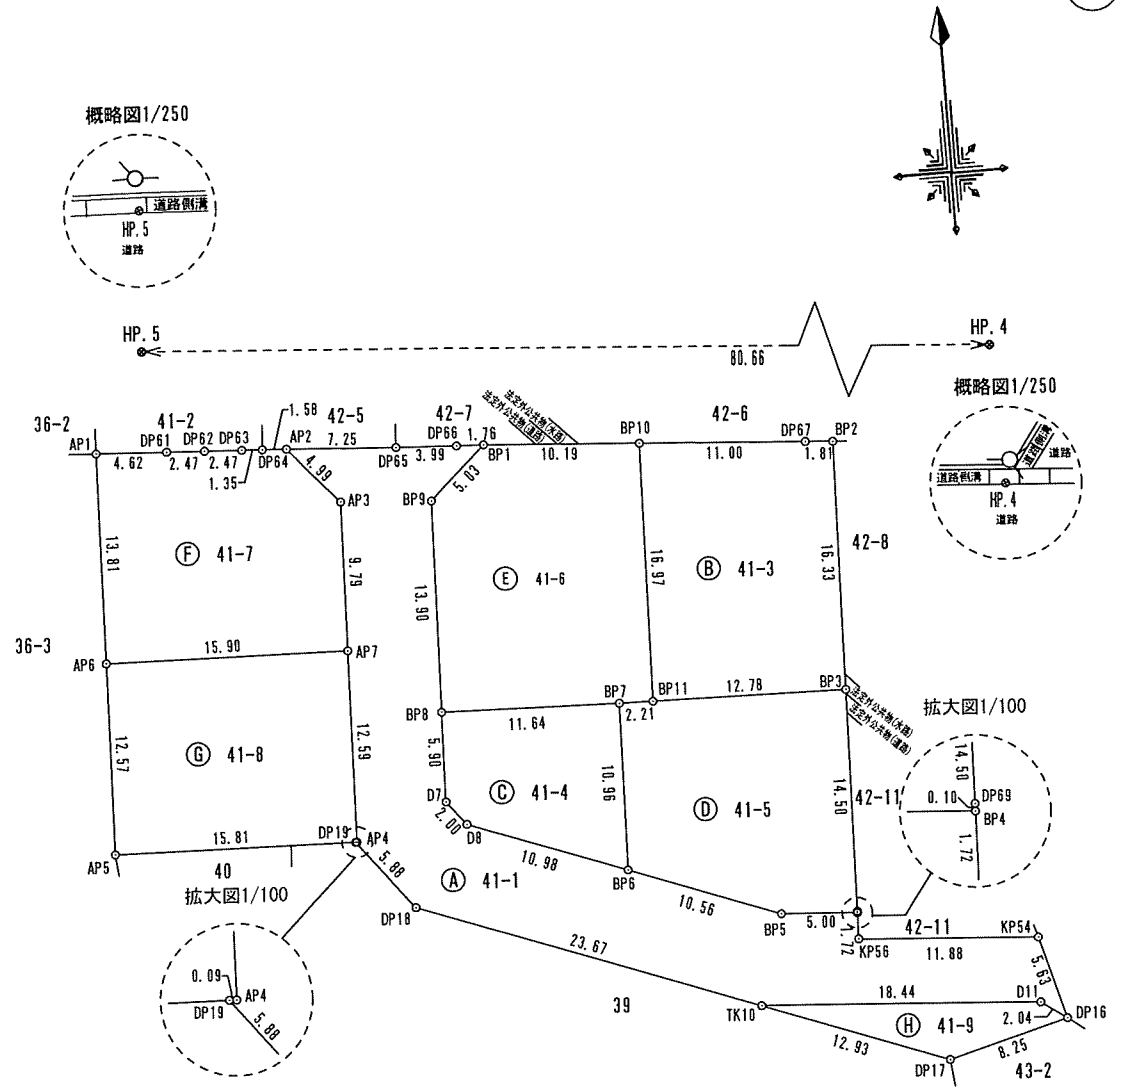 概略図1/250
道路側溝
HP.5
道路
HP.5
HP.4
80.66
概略図1/250
道路側溝
道路
道路側溝
HP.4
道路
36-2
41-2
1.58
42-5
42-7
法定外公共物(水路)
法定外公共物(道路)
42-6
AP1
DP61
DP62
DP63
AP2
7.25
DP66
1.76
BP10
DP67
BP2
4.62
2.47
2.47
DP64
DP65
3.99
BP1
10.19
11.00
1.81
1.35
4.99
5.03
AP3
BP9
13.81
F 41-7
9.79
13.90
E 41-6
16.97
B 41-3
16.33
42-8
36-3
15.90
AP6
AP7
BP8
11.64
BP7
2.21
BP11
12.78
BP3
法定外公共物(水路)
法定外公共物(道路)
拡大図1/100
14.50
0.10
DP69
BP4
1.72
12.57
G 41-8
12.59
5.90
C 41-4
10.96
D 41-5
14.50
42-11
D7
2.00
D8
15.81
DP19
AP4
AP5
40
5.88
10.98
BP6
A 41-1
拡大図1/100
DP18
10.56
BP5
5.00
1.72
42-11
KP54
KP56
11.88
23.67
5.63
0.09
AP4
DP19
5.88
39
18.44
D11
TK10
H 41-9
2.04
DP16
12.93
8.25
DP17
43-2